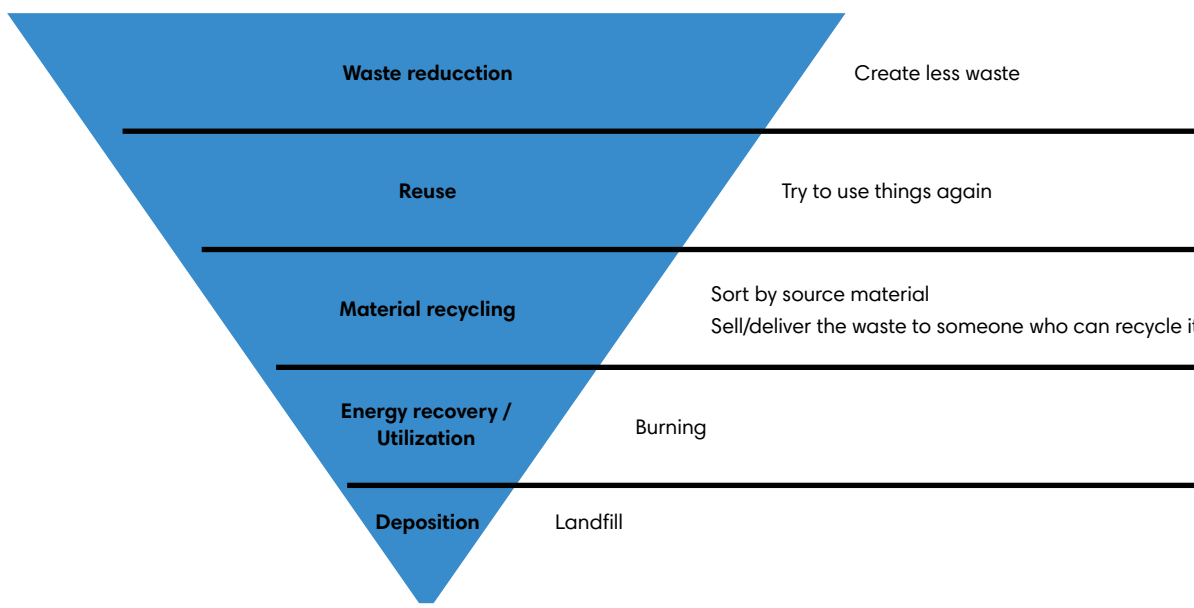 Waste reducction
Create less waste
Reuse
Try to use things again
Material recycling
Sort by source material
Sell/deliver the waste to someone who can recycle it
Energy recovery /
Utilization
Burning
Deposition
Landfill